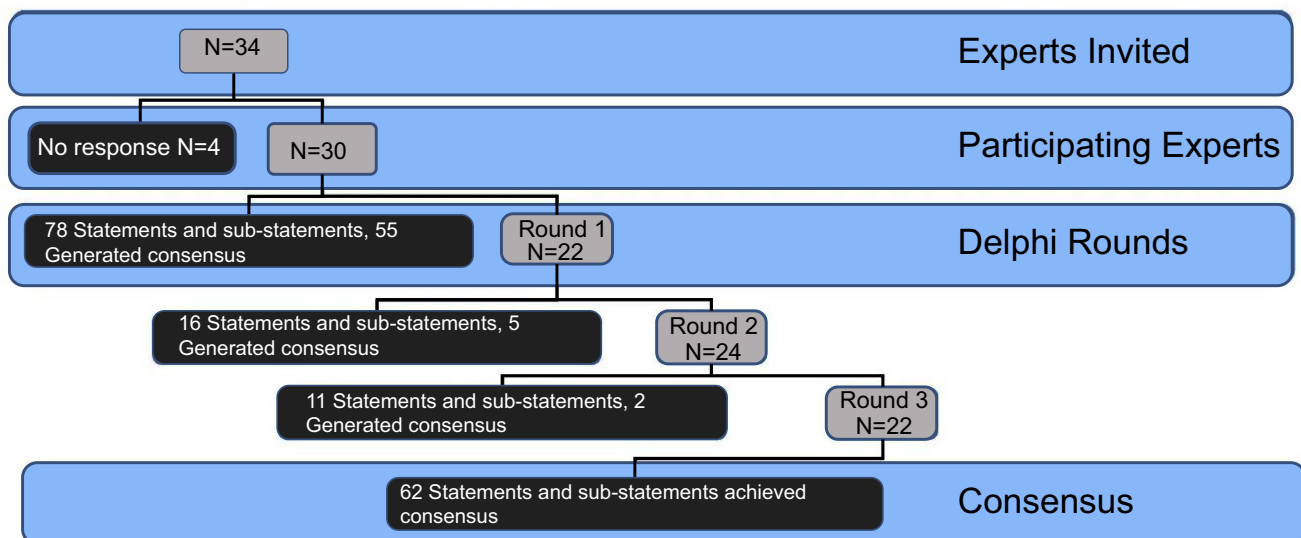 N=34
Experts Invited
No response N=4
N=30
Participating Experts
78 Statements and sub-statements, 55
Generated consensus
Round 1
N=22
Delphi Rounds
16 Statements and sub-statements, 5
Generated consensus
Round 2
N=24
11 Statements and sub-statements, 2
Generated consensus
Round 3
N=22
62 Statements and sub-statements achieved
consensus
Consensus